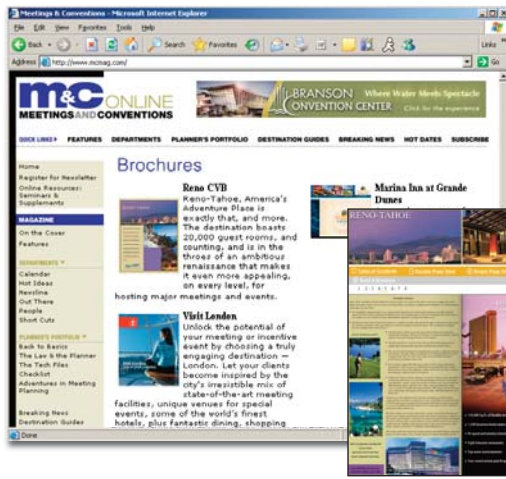 Meetings & Conventions - Microsoft Internet Explorer
File Edit View Favorites Tools Help
Back Search Favorites Links
Address http://www.mcmag.com/ Go
m&c ONLINE
MEETINGSANDCONVENTIONS
BRANSON CONVENTION CENTER
Where Water Meets Spectacle
Click for the experience
QUICK LINKS FEATURES DEPARTMENTS PLANNER'S PORTFOLIO DESTINATION GUIDES BREAKING NEWS HOT DATES SUBSCRIBE
Home
Register for Newsletter
Online Resources:
Seminars &
Supplements
MAGAZINE
On the Cover
Features
DEPARTMENTS
Calendar
Hot Ideas
Newsline
Out There
People
Short Cuts
PLANNER'S PORTFOLIO
Back to Basics
The Law & the Planner
The Tech Files
Checklist
Adventures in Meeting
Planning
Breaking News
Destination Guides
Brochures
Reno CVB
Reno-Tahoe, America's
Adventure Place is
exactly that, and more.
The destination boasts
20,000 guest rooms, and
counting, and is in the
throes of an ambitious
renaissance that makes
it even more appealing,
on every level, for
hosting major meetings and events.
Visit London
Unlock the potential of
your meeting or incentive
event by choosing a truly
engaging destination —
London. Let your clients
become inspired by the
city's irresistible mix of
state-of-the-art meeting
facilities, unique venues for special
events, some of the world's finest
hotels, plus fantastic dining, shopping
Marina Inn at Grande
Dunes
RENO-TAHOE
Table of Contents
Done